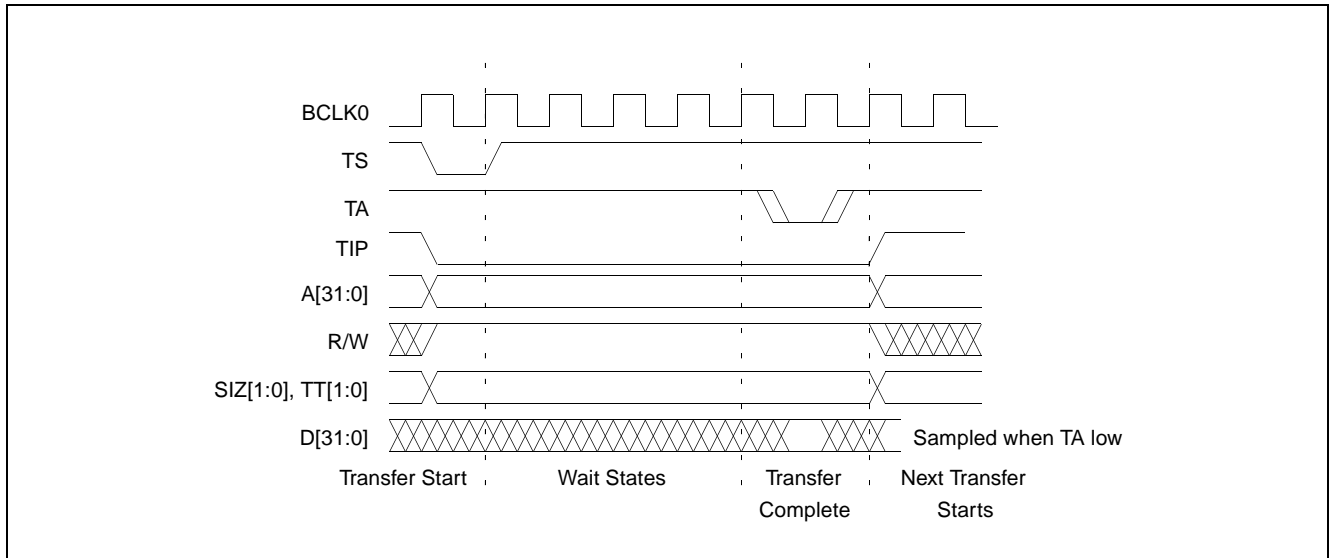 BCLK0
TS
TA
TIP
A[31:0]
R/W
SIZ[1:0], TT[1:0]
D[31:0]
Sampled when TA low
Transfer Start
Wait States
Transfer
Complete
Next Transfer
Starts